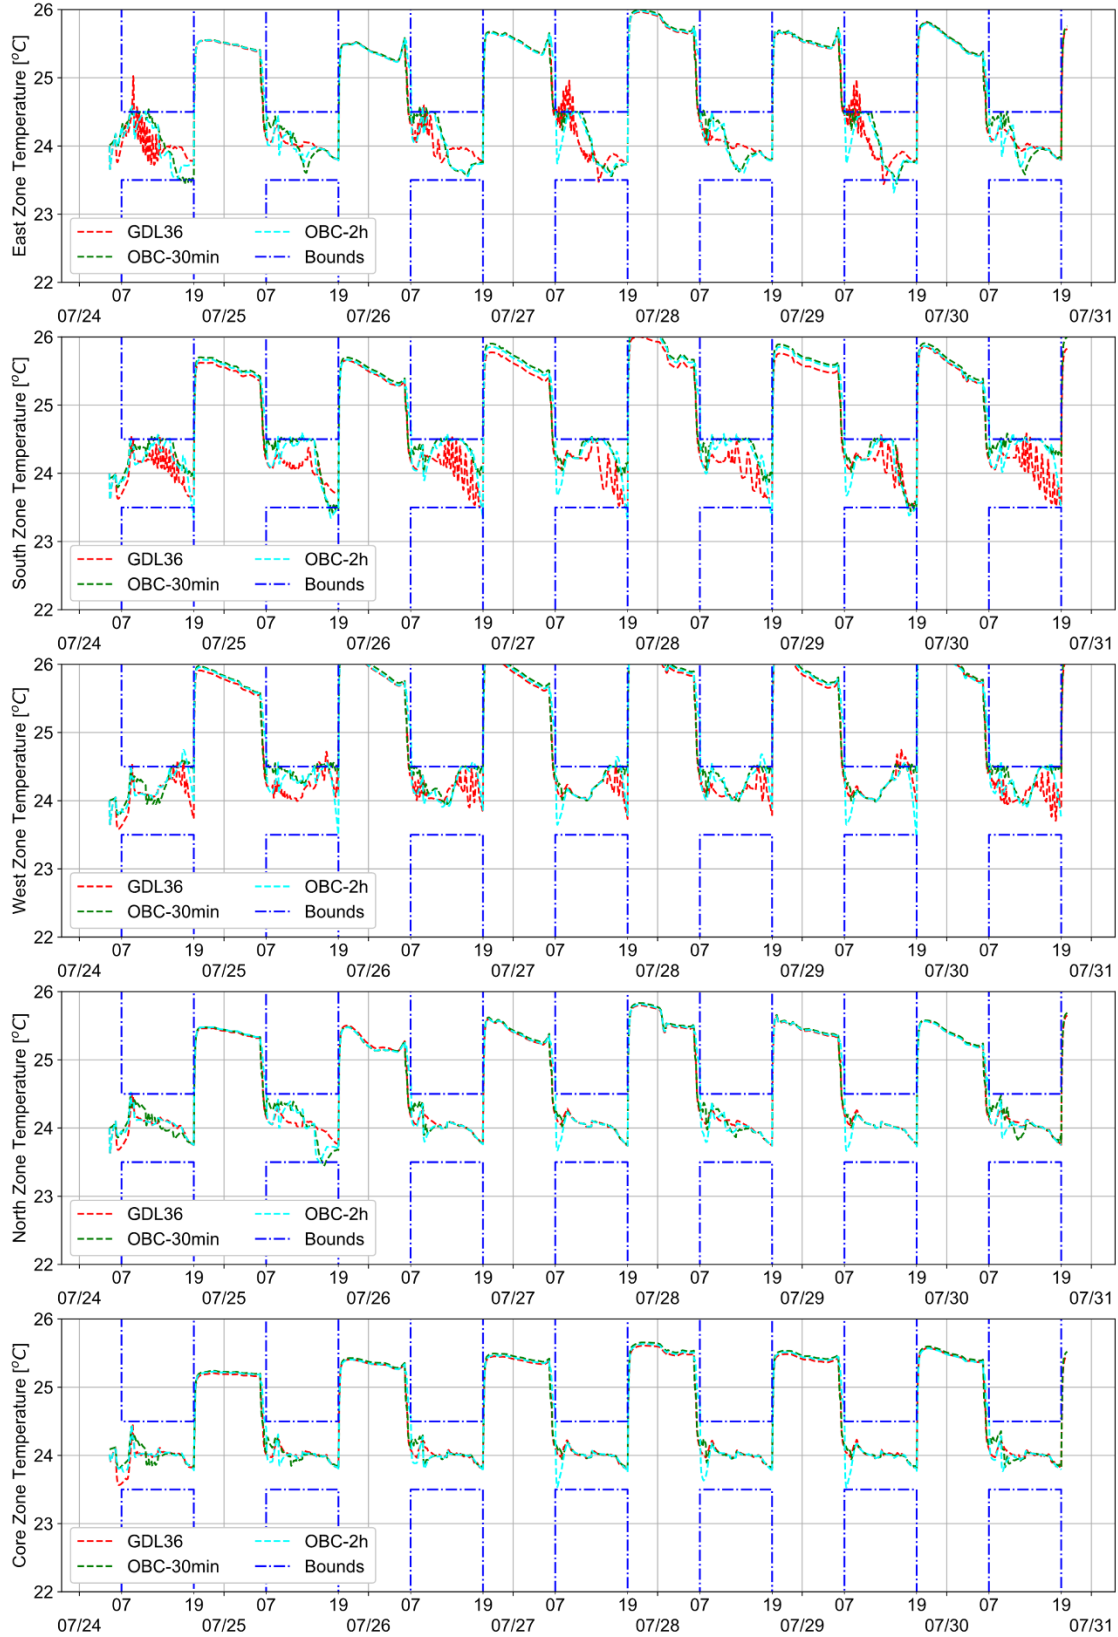 East Zone Temperature [°C]
26
25
24
23
22
GDL36
OBC-30min
OBC-2h
Bounds
07 19 07 19 07 19 07 19 07 19 07 19 07 19
07/24 07/25 07/26 07/27 07/28 07/29 07/30 07/31
South Zone Temperature [°C]
26
25
24
23
22
GDL36
OBC-30min
OBC-2h
Bounds
07 19 07 19 07 19 07 19 07 19 07 19 07 19
07/24 07/25 07/26 07/27 07/28 07/29 07/30 07/31
West Zone Temperature [°C]
26
25
24
23
22
GDL36
OBC-30min
OBC-2h
Bounds
07 19 07 19 07 19 07 19 07 19 07 19 07 19
07/24 07/25 07/26 07/27 07/28 07/29 07/30 07/31
North Zone Temperature [°C]
26
25
24
23
22
GDL36
OBC-30min
OBC-2h
Bounds
07 19 07 19 07 19 07 19 07 19 07 19 07 19
07/24 07/25 07/26 07/27 07/28 07/29 07/30 07/31
Core Zone Temperature [°C]
26
25
24
23
22
GDL36
OBC-30min
OBC-2h
Bounds
07 19 07 19 07 19 07 19 07 19 07 19 07 19
07/24 07/25 07/26 07/27 07/28 07/29 07/30 07/31